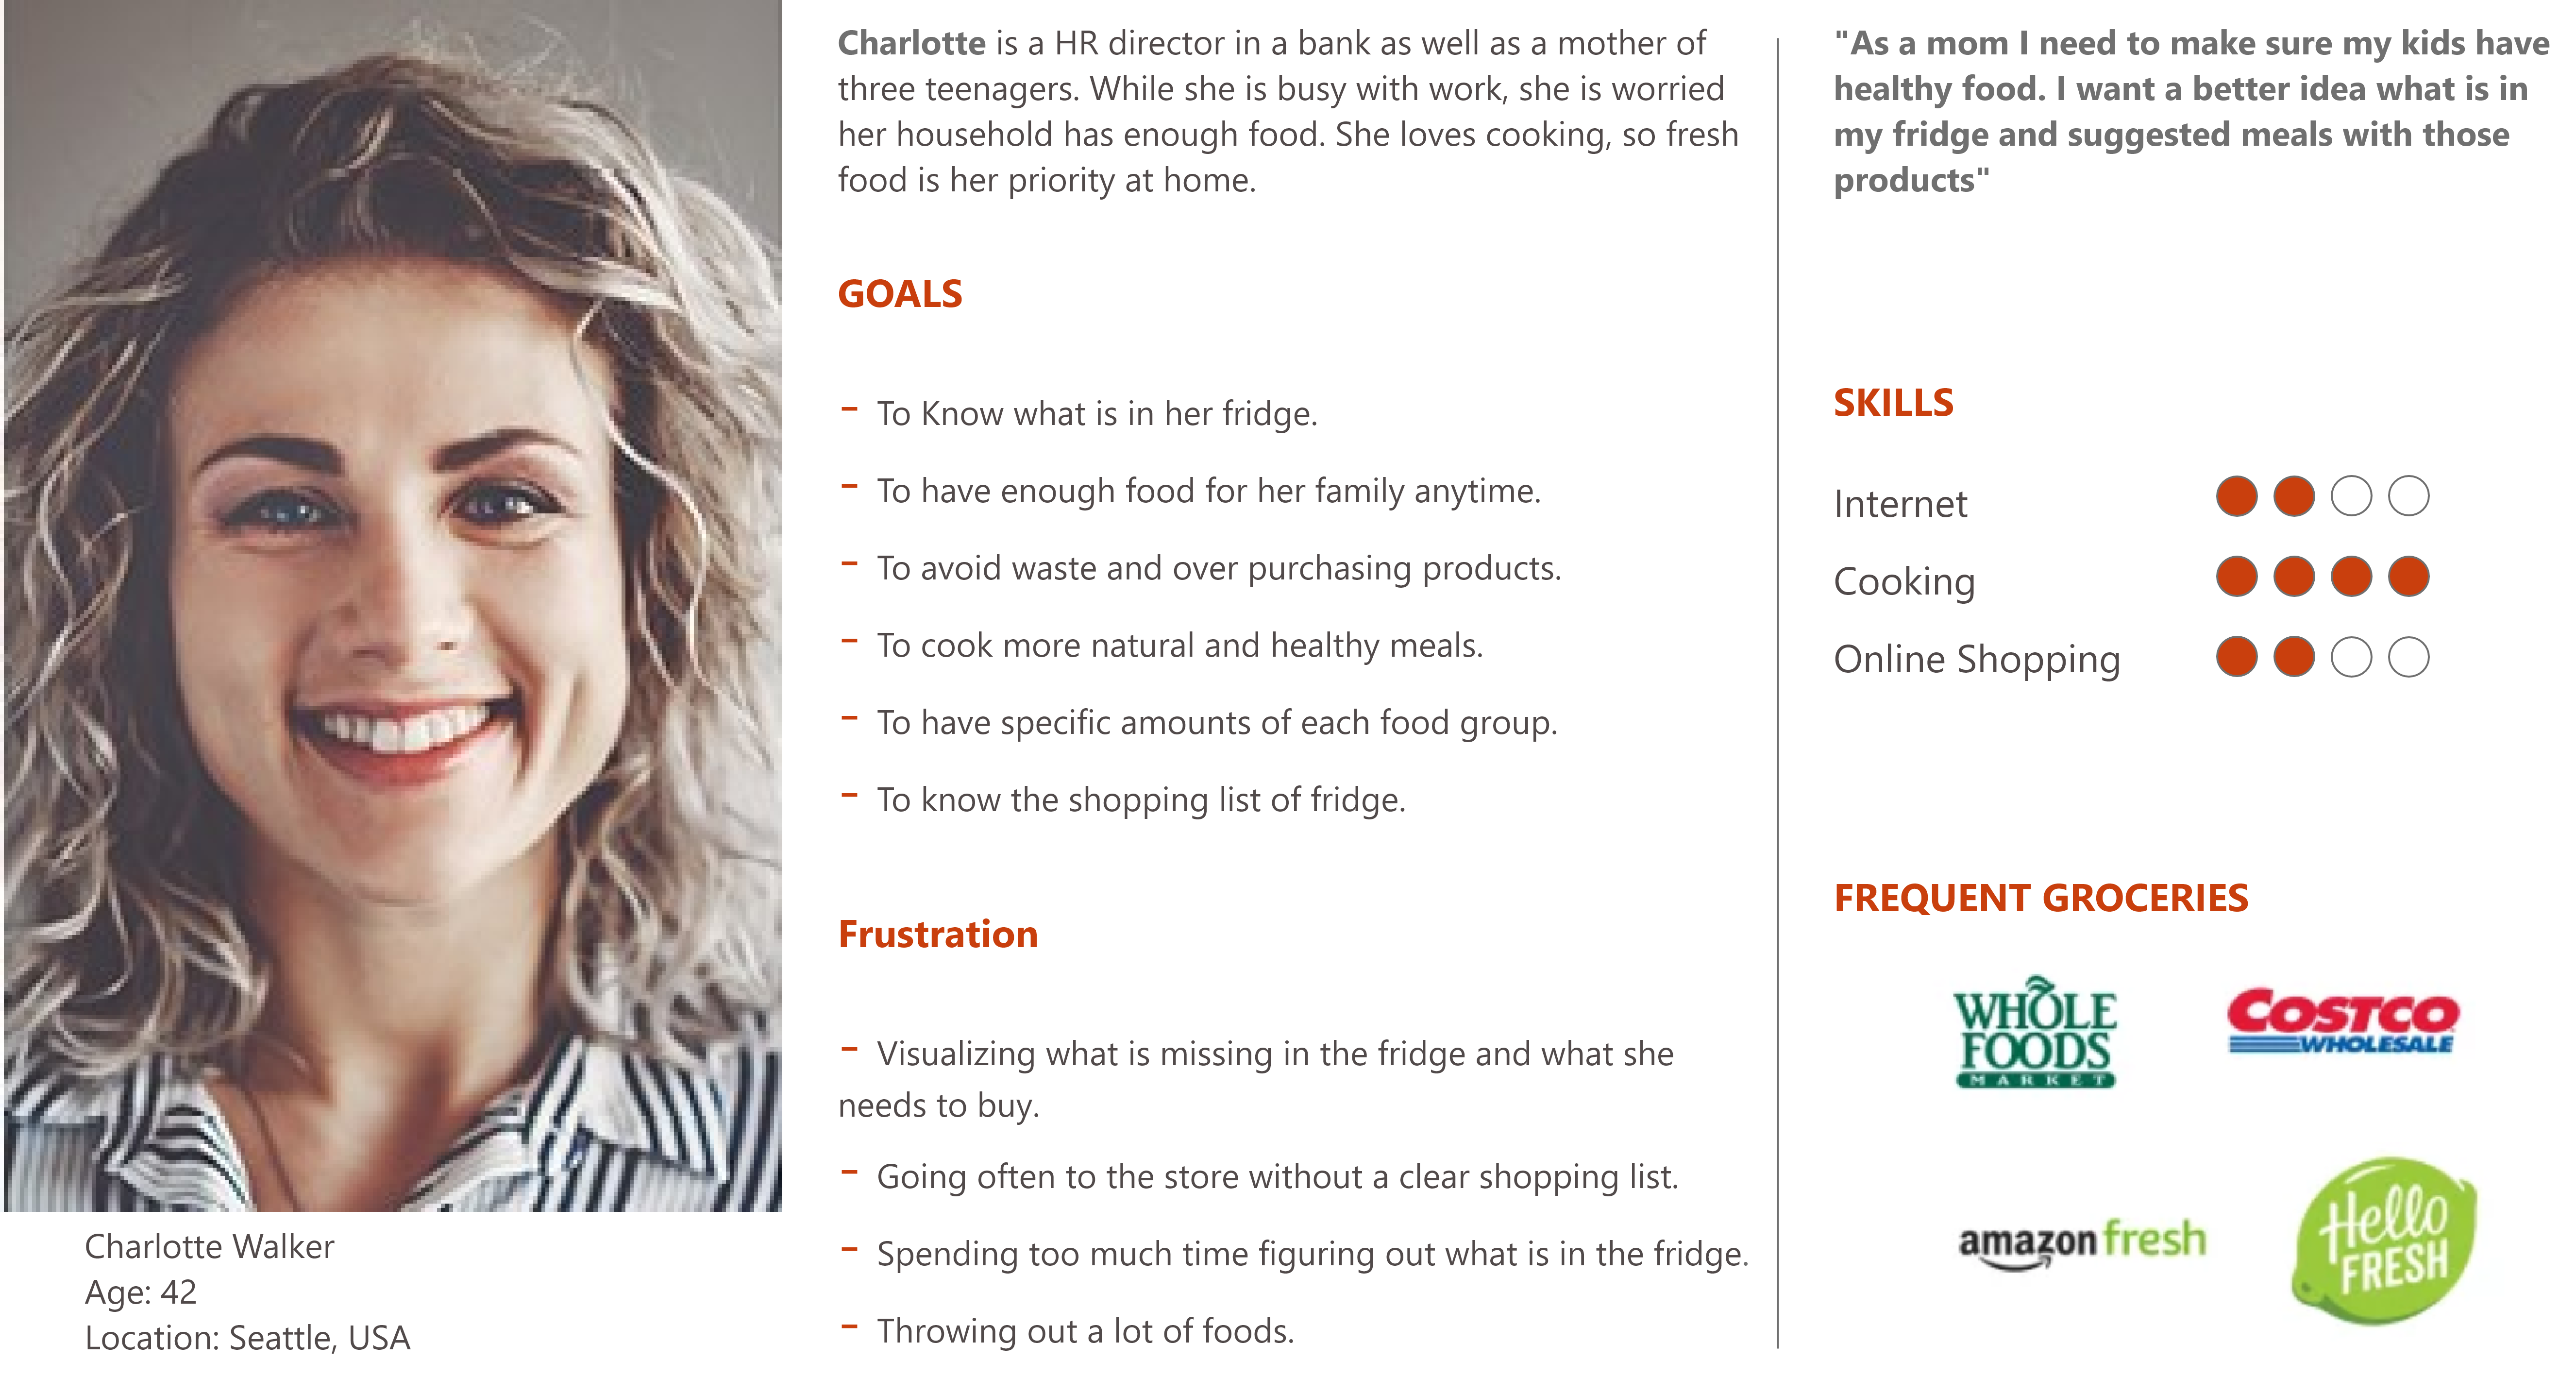 Charlotte is a HR director in a bank as well as a mother of
three teenagers. While she is busy with work, she is worried
her household has enough food. She loves cooking, so fresh
food is her priority at home.
GOALS
- To Know what is in her fridge.
- To have enough food for her family anytime.
- To avoid waste and over purchasing products.
- To cook more natural and healthy meals.
- To have specific amounts of each food group.
- To know the shopping list of fridge.
Frustration
- Visualizing what is missing in the fridge and what she
needs to buy.
- Going often to the store without a clear shopping list.
- Spending too much time figuring out what is in the fridge.
- Throwing out a lot of foods.
Charlotte Walker
Age: 42
Location: Seattle, USA
"As a mom I need to make sure my kids have
healthy food. I want a better idea what is in
my fridge and suggested meals with those
products"
SKILLS
Internet
Cooking
Online Shopping
FREQUENT GROCERIES
WHOLE
FOODS
MARKET
COSTCO
WHOLESALE
amazon fresh
Hello
FRESH